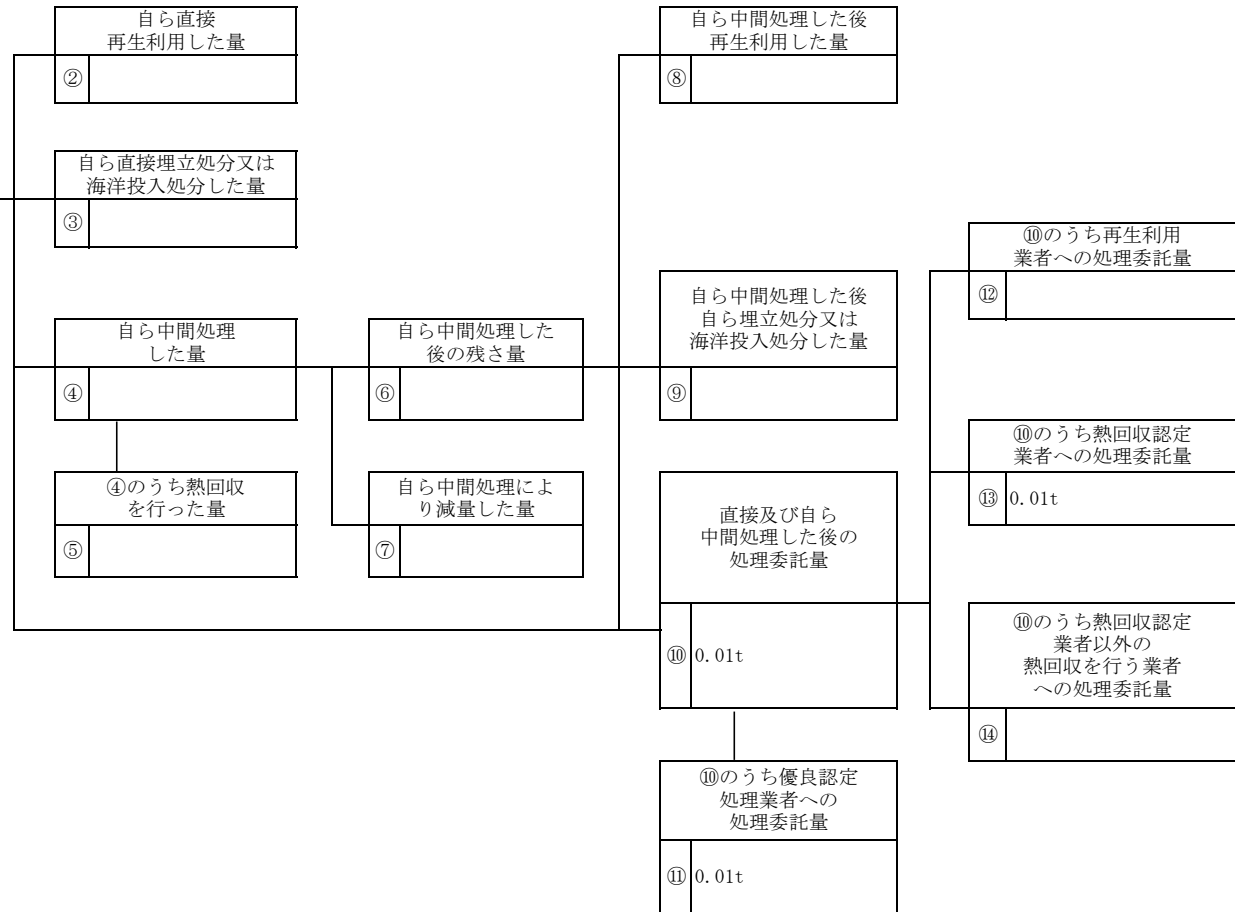 自ら直接
再生利用した量
②
自ら中間処理した後
再生利用した量
⑧
自ら直接埋立処分又は
海洋投入処分した量
③
⑩のうち再生利用
業者への処理委託量
⑫
自ら中間処理
した量
④
自ら中間処理した
後の残さ量
⑥
自ら中間処理した後
自ら埋立処分又は
海洋投入処分した量
⑨
⑩のうち熱回収認定
業者への処理委託量
⑬ 0.01t
④のうち熱回収
を行った量
⑤
自ら中間処理によ
り減量した量
⑦
直接及び自ら
中間処理した後の
処理委託量
⑩ 0.01t
⑩のうち熱回収認定
業者以外の
熱回収を行う業者
への処理委託量
⑭
⑩のうち優良認定
処理業者への
処理委託量
⑪ 0.01t